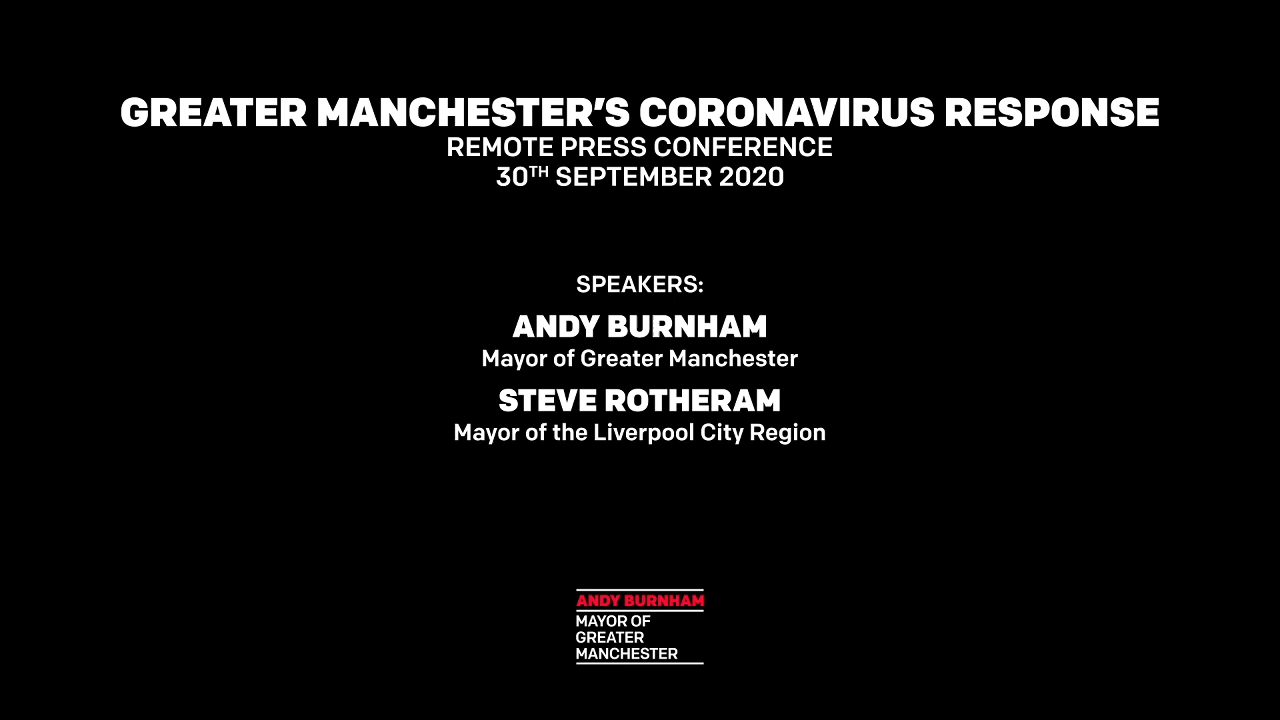 GREATER MANCHESTER’S CORONAVIRUS RESPONSE
REMOTE PRESS CONFERENCE
30TH SEPTEMBER 2020
SPEAKERS:
ANDY BURNHAM
Mayor of Greater Manchester
STEVE ROTHERAM
Mayor of the Liverpool City Region
ANDY BURNHAM
MAYOR OF
GREATER
MANCHESTER